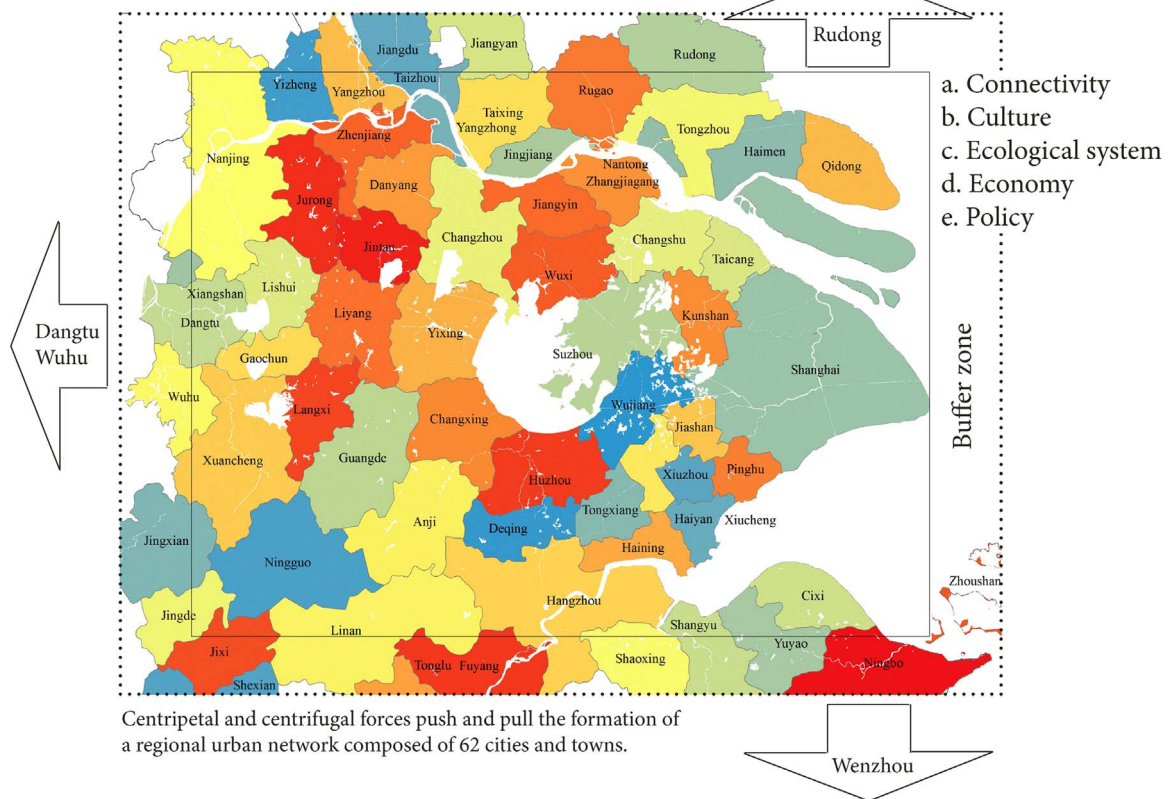 Rudong
Jiangdu
Jiangyan
Rudong
Yizheng
Yangzhou
Taizhou
Rugao
Taixing
Yangzhong
Tongzhou
Zhenjiang
Nanjing
Jingjiang
Nantong
Haimen
Qidong
Danyang
Zhangjiagang
Jurong
Jiangyin
Jintan
Changzhou
Changshu
Taicang
Wuxi
Xiangshan
Lishui
Dangtu
Liyang
Yixing
Kunshan
Gaochun
Suzhou
Shanghai
Wuhu
Langxi
Changxing
Wujiang
Jiashan
Xuancheng
Guangde
Huzhou
Xiuzhou
Pinghu
Jingxian
Anji
Deqing
Tongxiang
Haiyan
Xiucheng
Ningguo
Haining
Zhoushan
Hangzhou
Cixi
Jingde
Linan
Shangyu
Jixi
Yuyao
Tonglu
Fuyang
Shaoxing
Ningbo
Shexian
a. Connectivity
b. Culture
c. Ecological system
d. Economy
e. Policy
Buffer zone
Dangtu
Wuhu
Centripetal and centrifugal forces push and pull the formation of
a regional urban network composed of 62 cities and towns.
Wenzhou